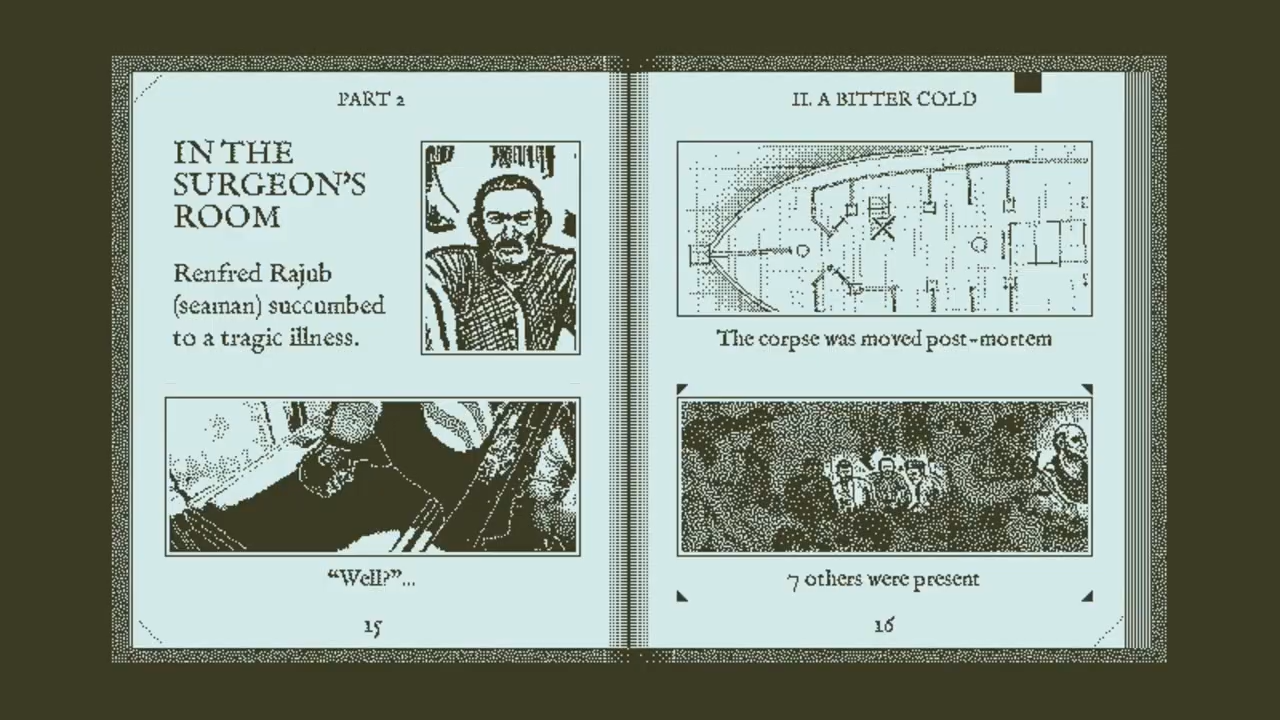 PART 2
IN THE
SURGEON'S
ROOM
Renfred Rajub
(seaman) succumbed
to a tragic illness.
“Well?”...
15
II. A BITTER COLD
The corpse was moved post-mortem
7 others were present
16